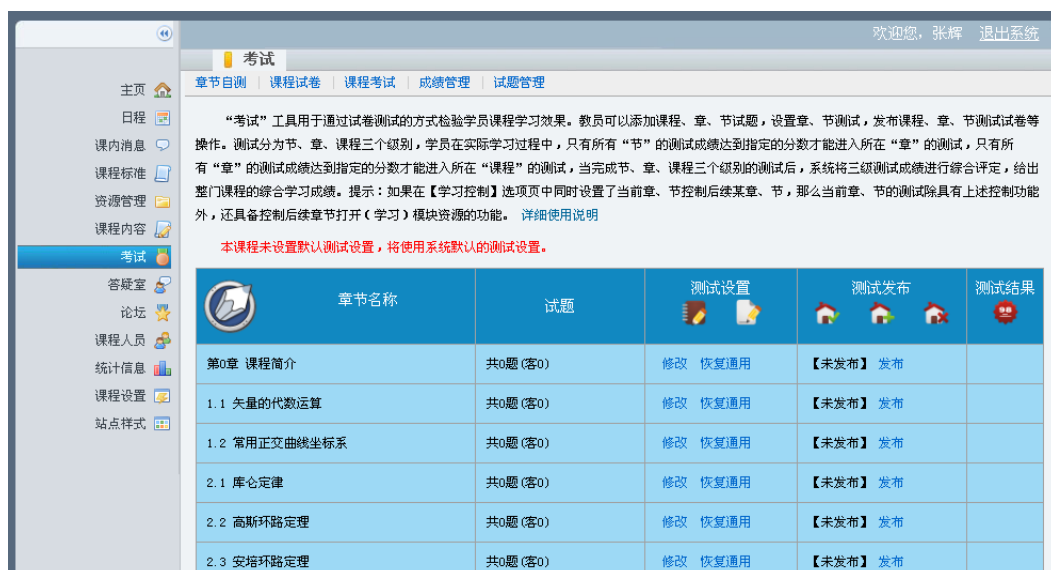 欢迎您，张辉 退出系统
考试
章节自测 | 课程试卷 | 课程考试 | 成绩管理 | 试题管理
主页
日程
课内消息
课程标准
资源管理
课程内容
考试
答疑室
论坛
课程人员
统计信息
课程设置
站点样式
“考试”工具用于通过试卷测试的方式检验学员课程学习效果。教员可以添加课程、章、节试题，设置章、节测试，发布课程、章、节测试试卷等
操作。测试分为节、章、课程三个级别，学员在实际学习过程中，只有所有“节”的测试成绩达到指定的分数才能进入所在“章”的测试，只有所
有“章”的测试成绩达到指定的分数才能进入所在“课程”的测试，当完成节、章、课程三个级别的测试后，系统将三级测试成绩进行综合评定，给出
整门课程的综合学习成绩。提示：如果在【学习控制】选项页中同时设置了当前章、节控制后续某章、节，那么当前章、节的测试除具有上述控制功能
外，还具备控制后续章节打开(学习)模块资源的功能。 详细使用说明
本课程未设置默认测试设置，将使用系统默认的测试设置。
章节名称 试题 测试设置 测试发布 测试结果
第0章 课程简介 共0题(客0) 修改 恢复通用 【未发布】 发布
1.1 矢量的代数运算 共0题(客0) 修改 恢复通用 【未发布】 发布
1.2 常用正交曲线坐标系 共0题(客0) 修改 恢复通用 【未发布】 发布
2.1 库仑定律 共0题(客0) 修改 恢复通用 【未发布】 发布
2.2 高斯环路定理 共0题(客0) 修改 恢复通用 【未发布】 发布
2.3 安培环路定理 共0题(客0) 修改 恢复通用 【未发布】 发布